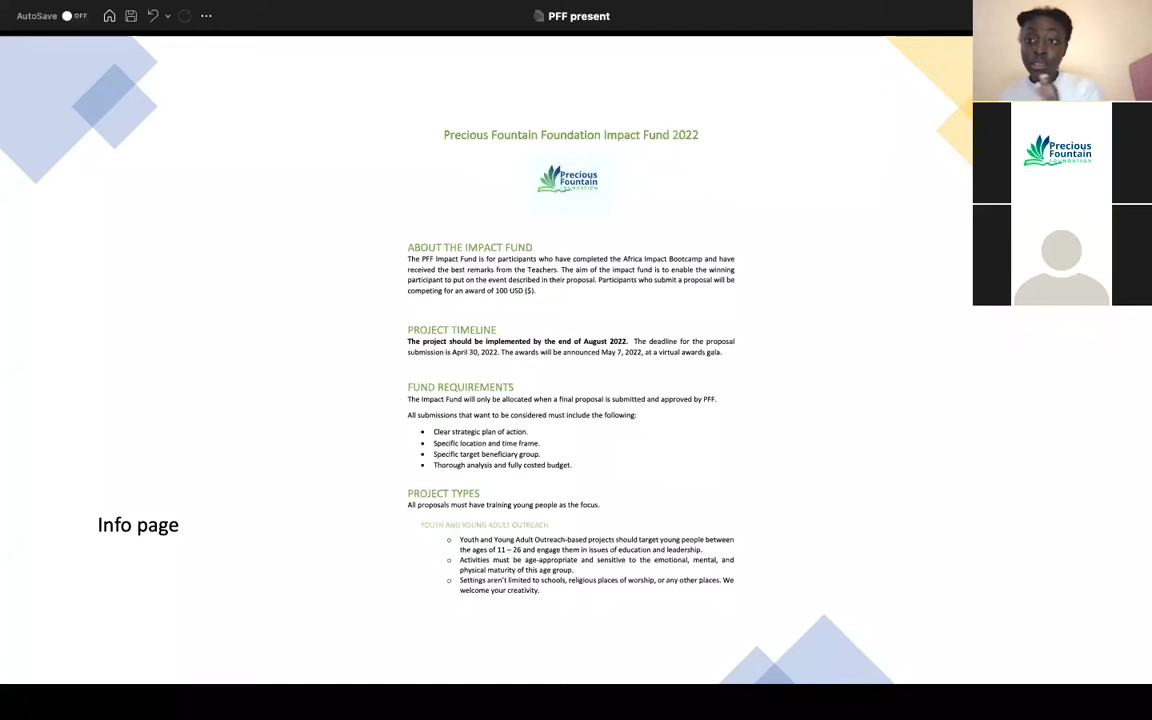 AutoSave OFF
PFF present
Precious Fountain Foundation Impact Fund 2022
Precious
Fountain
FOUNDATION
ABOUT THE IMPACT FUND
The PFF Impact Fund is for participants who have completed the Africa Impact Bootcamp and have
received the best remarks from the Teachers. The aim of the impact fund is to enable the winning
participant to put on the event described in their proposal. Participants who submit a proposal will be
competing for an award of 100 USD ($).
PROJECT TIMELINE
The project should be implemented by the end of August 2022. The deadline for the proposal
submission is April 30, 2022. The awards will be announced May 7, 2022, at a virtual awards gala.
FUND REQUIREMENTS
The Impact Fund will only be allocated when a final proposal is submitted and approved by PFF.
All submissions that want to be considered must include the following:
• Clear strategic plan of action.
• Specific location and time frame.
• Specific target beneficiary group.
• Thorough analysis and fully costed budget.
PROJECT TYPES
All proposals must have training young people as the focus.
YOUTH AND YOUNG ADULT OUTREACH
o Youth and Young Adult Outreach-based projects should target young people between
the ages of 11 – 26 and engage them in issues of education and leadership.
o Activities must be age-appropriate and sensitive to the emotional, mental, and
physical maturity of this age group.
o Settings aren't limited to schools, religious places of worship, or any other places. We
welcome your creativity.
Info page
Precious
Fountain
FOUNDATION